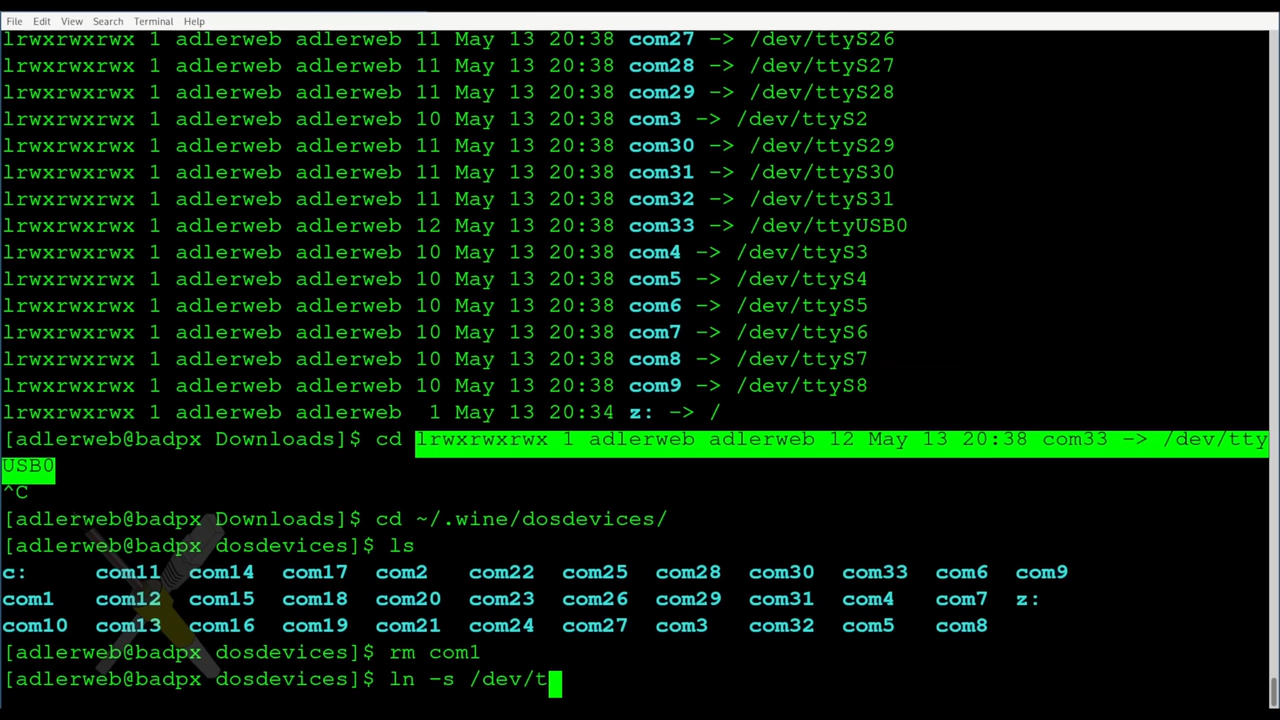 File Edit View Search Terminal Help
lrwxrwxrwx 1 adlerweb adlerweb 11 May 13 20:38 com27 -> /dev/ttyS26
lrwxrwxrwx 1 adlerweb adlerweb 11 May 13 20:38 com28 -> /dev/ttyS27
lrwxrwxrwx 1 adlerweb adlerweb 11 May 13 20:38 com29 -> /dev/ttyS28
lrwxrwxrwx 1 adlerweb adlerweb 10 May 13 20:38 com3 -> /dev/ttyS2
lrwxrwxrwx 1 adlerweb adlerweb 11 May 13 20:38 com30 -> /dev/ttyS29
lrwxrwxrwx 1 adlerweb adlerweb 11 May 13 20:38 com31 -> /dev/ttyS30
lrwxrwxrwx 1 adlerweb adlerweb 11 May 13 20:38 com32 -> /dev/ttyS31
lrwxrwxrwx 1 adlerweb adlerweb 12 May 13 20:38 com33 -> /dev/ttyUSB0
lrwxrwxrwx 1 adlerweb adlerweb 10 May 13 20:38 com4 -> /dev/ttyS3
lrwxrwxrwx 1 adlerweb adlerweb 10 May 13 20:38 com5 -> /dev/ttyS4
lrwxrwxrwx 1 adlerweb adlerweb 10 May 13 20:38 com6 -> /dev/ttyS5
lrwxrwxrwx 1 adlerweb adlerweb 10 May 13 20:38 com7 -> /dev/ttyS6
lrwxrwxrwx 1 adlerweb adlerweb 10 May 13 20:38 com8 -> /dev/ttyS7
lrwxrwxrwx 1 adlerweb adlerweb 10 May 13 20:38 com9 -> /dev/ttyS8
lrwxrwxrwx 1 adlerweb adlerweb  1 May 13 20:34 z: -> /
[adlerweb@badpx Downloads]$ cd lrwxrwxrwx 1 adlerweb adlerweb 12 May 13 20:38 com33 -> /dev/tty
USB0
^C
[adlerweb@badpx Downloads]$ cd ~/.wine/dosdevices/
[adlerweb@badpx dosdevices]$ ls
c: com11 com14 com17 com2 com22 com25 com28 com30 com33 com6 com9
com1 com12 com15 com18 com20 com23 com26 com29 com31 com4 com7 z:
com10 com13 com16 com19 com21 com24 com27 com3 com32 com5 com8
[adlerweb@badpx dosdevices]$ rm com1
[adlerweb@badpx dosdevices]$ ln -s /dev/t